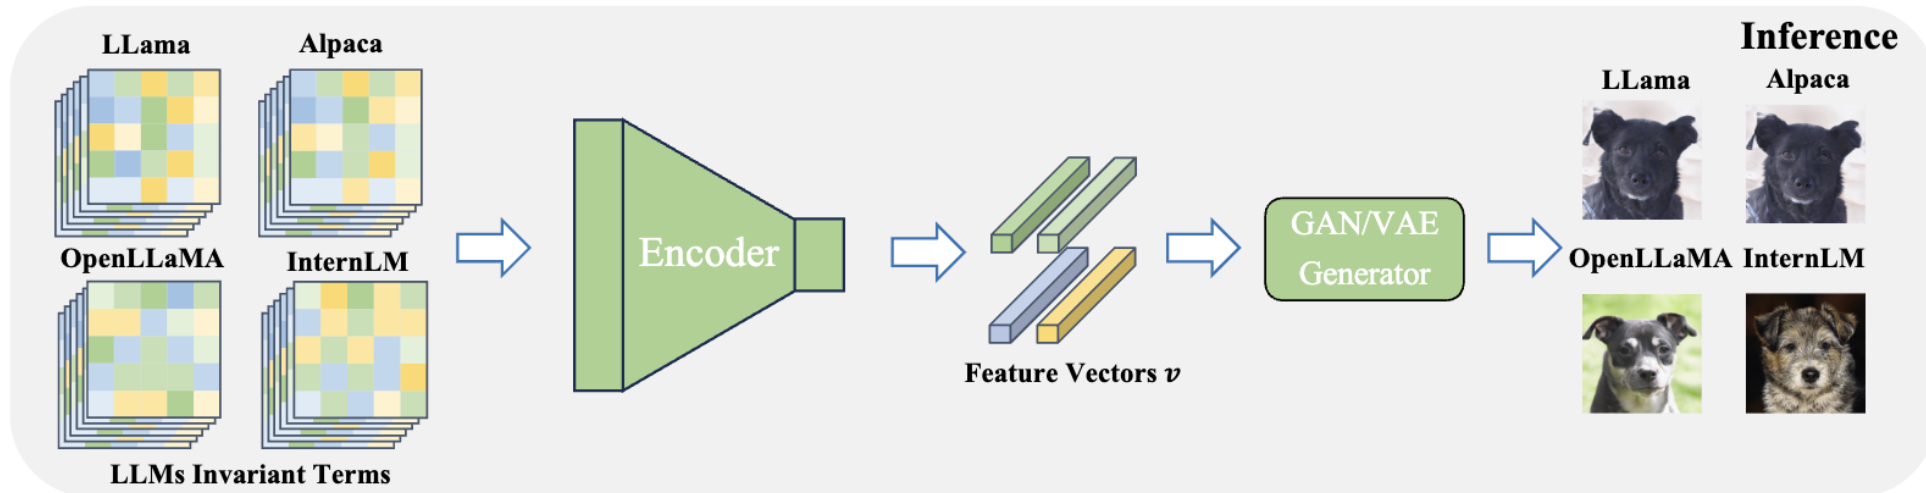 LLama
Alpaca
OpenLLaMA
InternLM
LLMs Invariant Terms
Encoder
Feature Vectors v
GAN/VAE
Generator
Inference
LLama
Alpaca
OpenLLaMA
InternLM